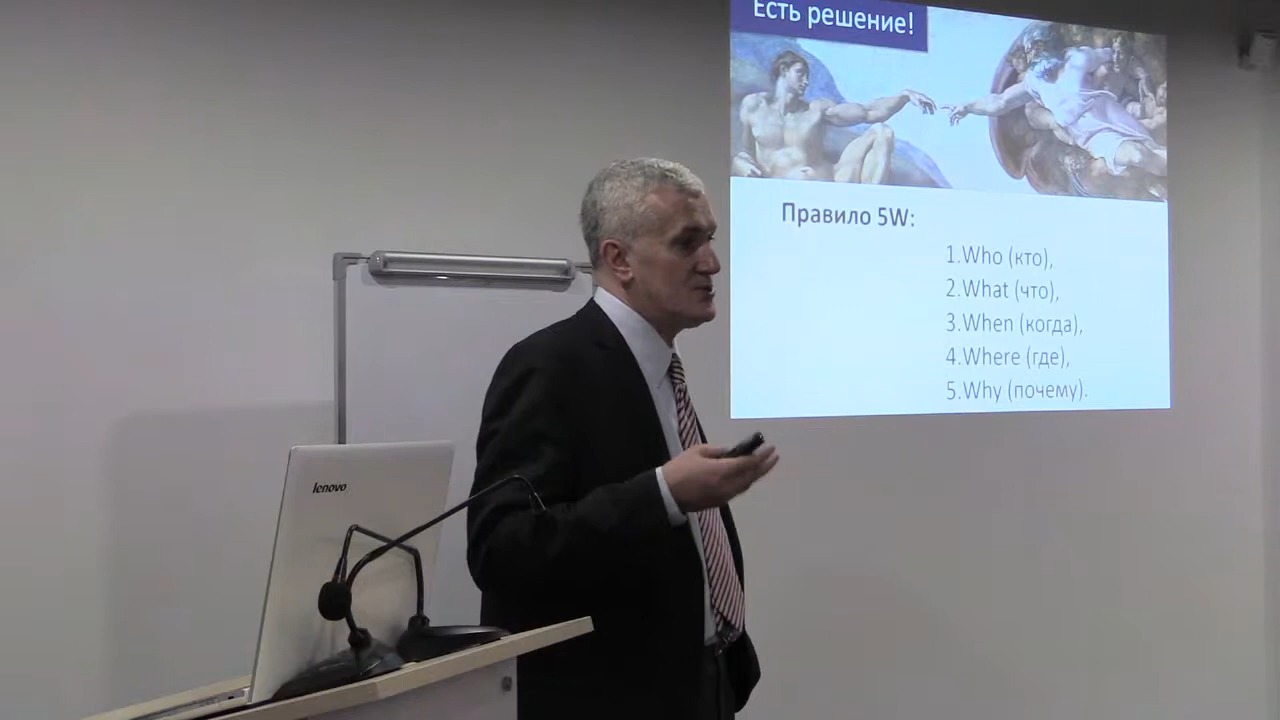 Есть решение!
Правило 5W:
1.Who (кто),
2.What (что),
3.When (когда),
4.Where (где),
5.Why (почему).
lenovo